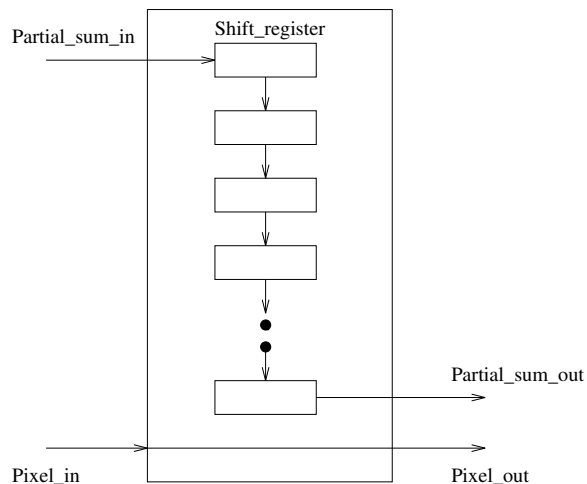 Shift_register
Partial_sum_in
Partial_sum_out
Pixel_in
Pixel_out